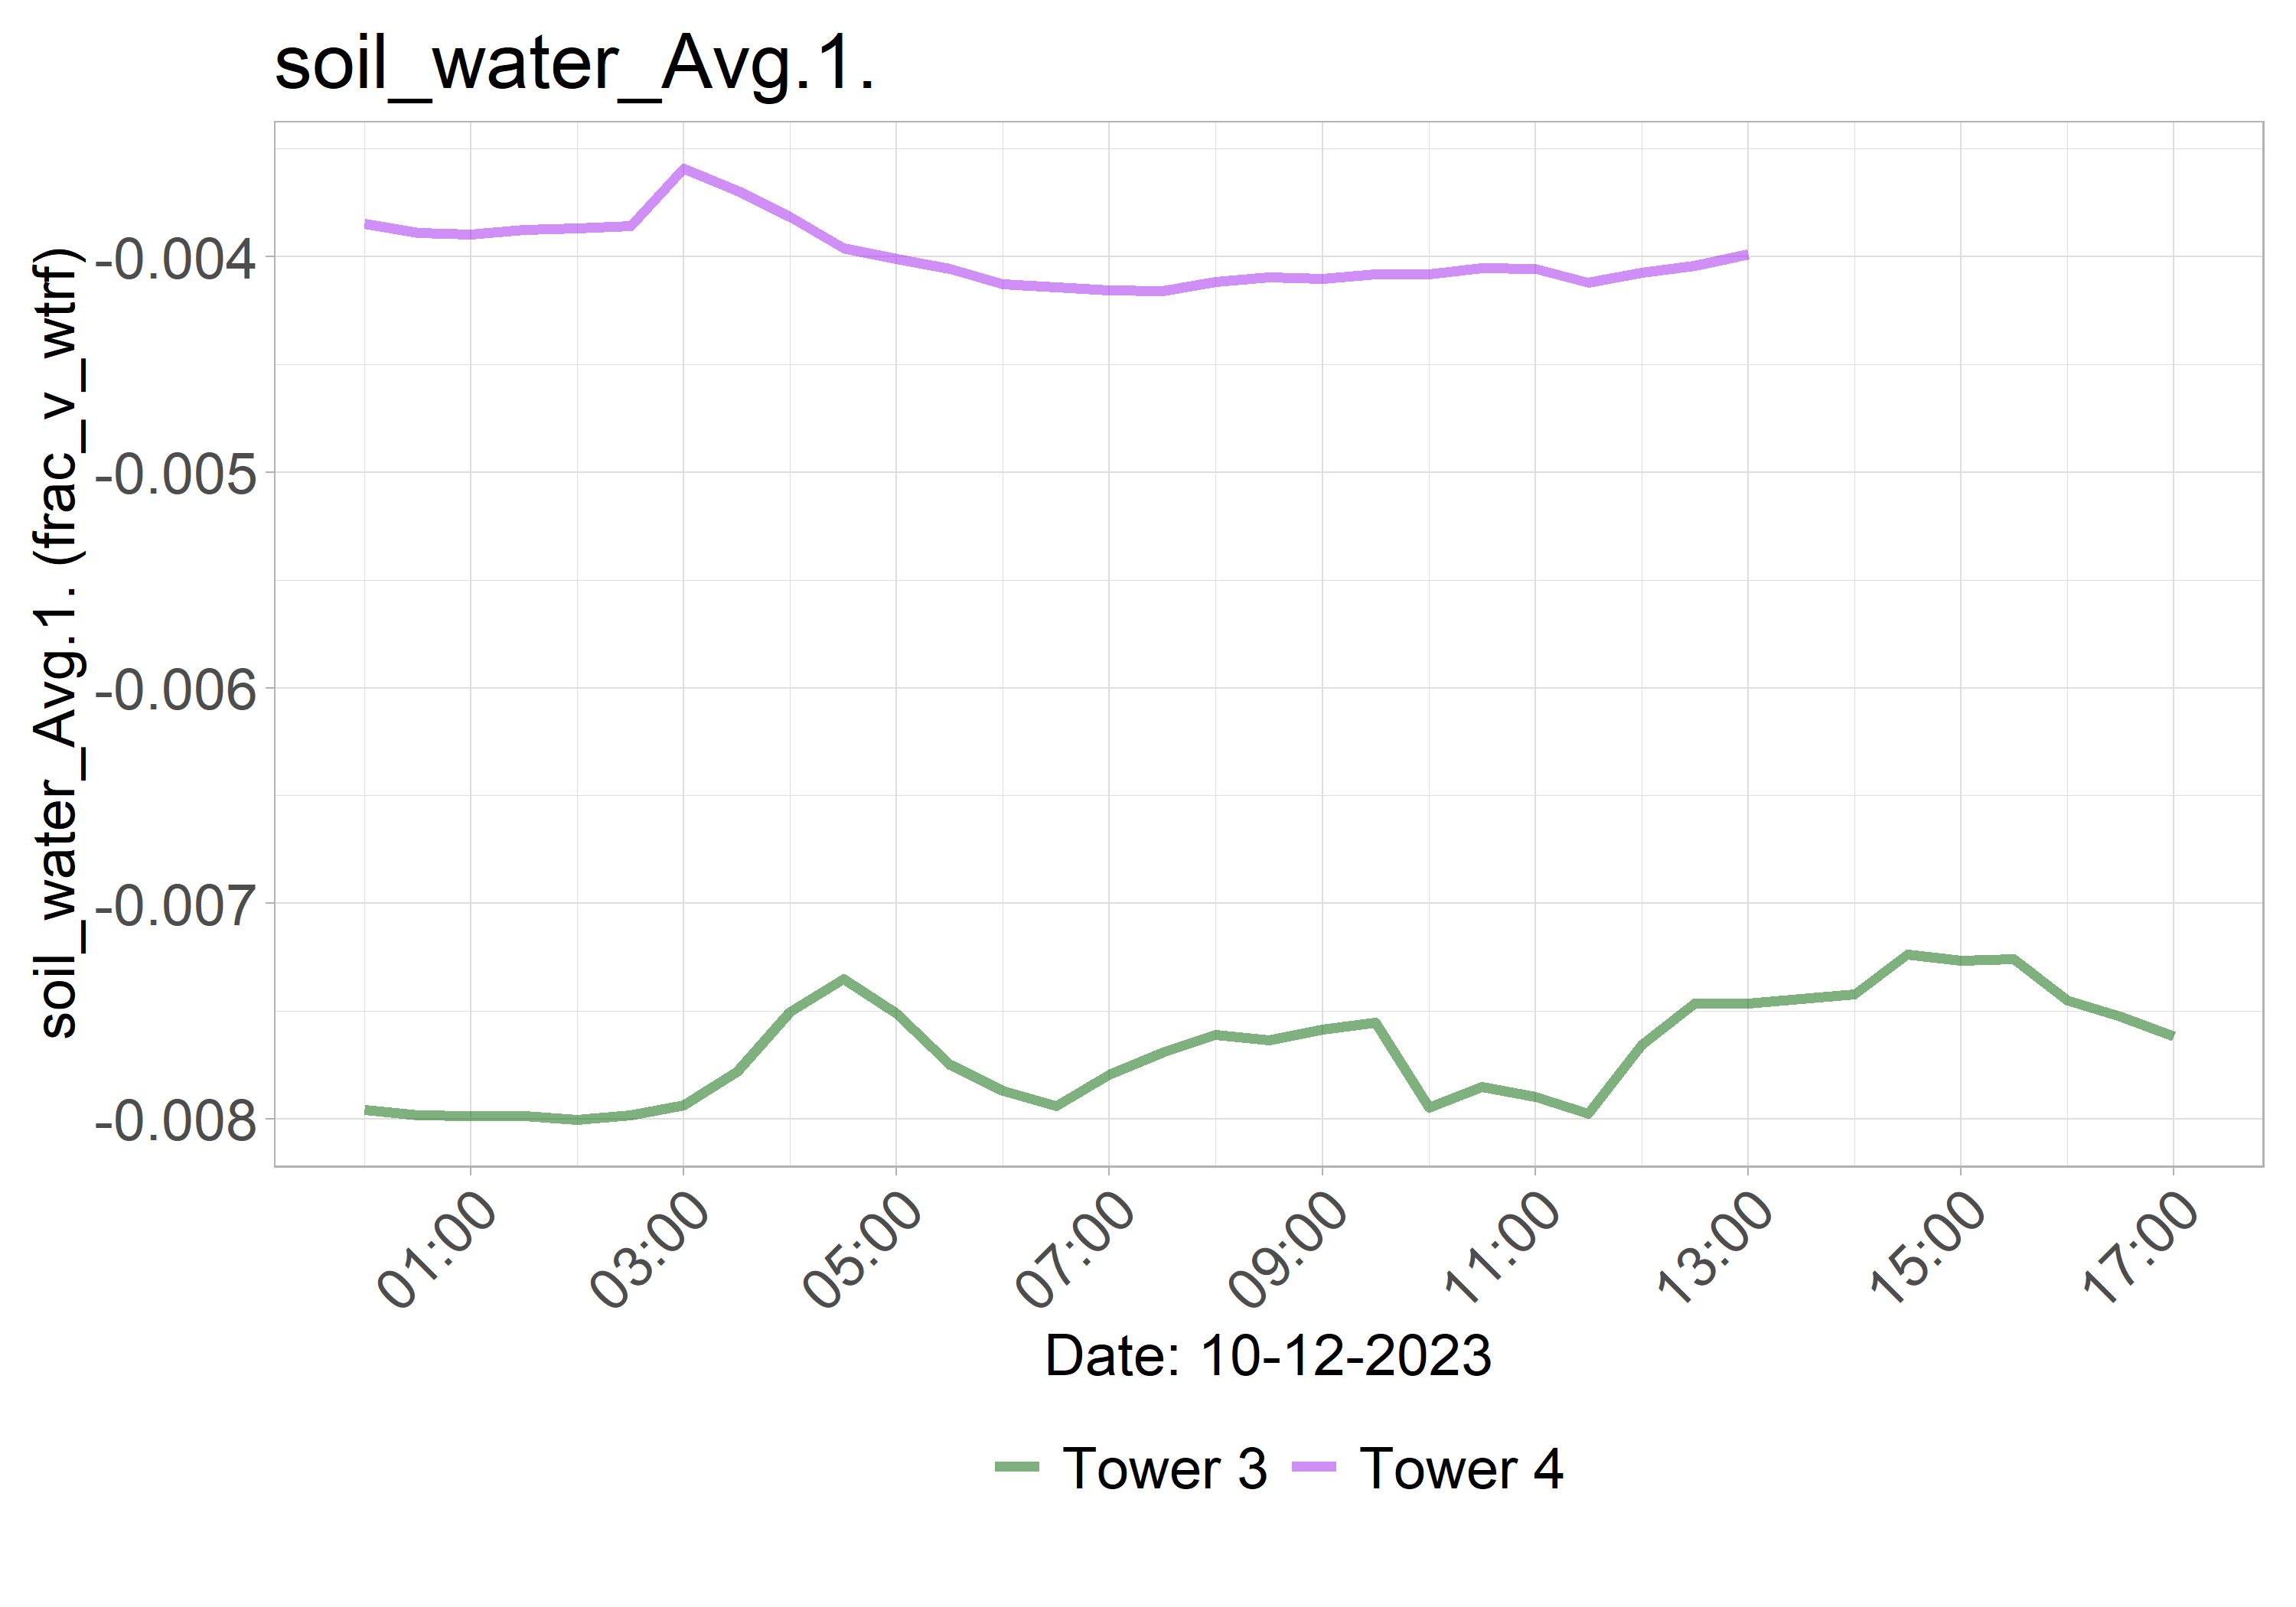 soil_water_Avg.1.
soil_water_Avg.1. (frac_v_wtrf)
-0.004
-0.005
-0.006
-0.007
-0.008
01:00
03:00
05:00
07:00
09:00
11:00
13:00
15:00
17:00
Date: 10-12-2023
Tower 3
Tower 4